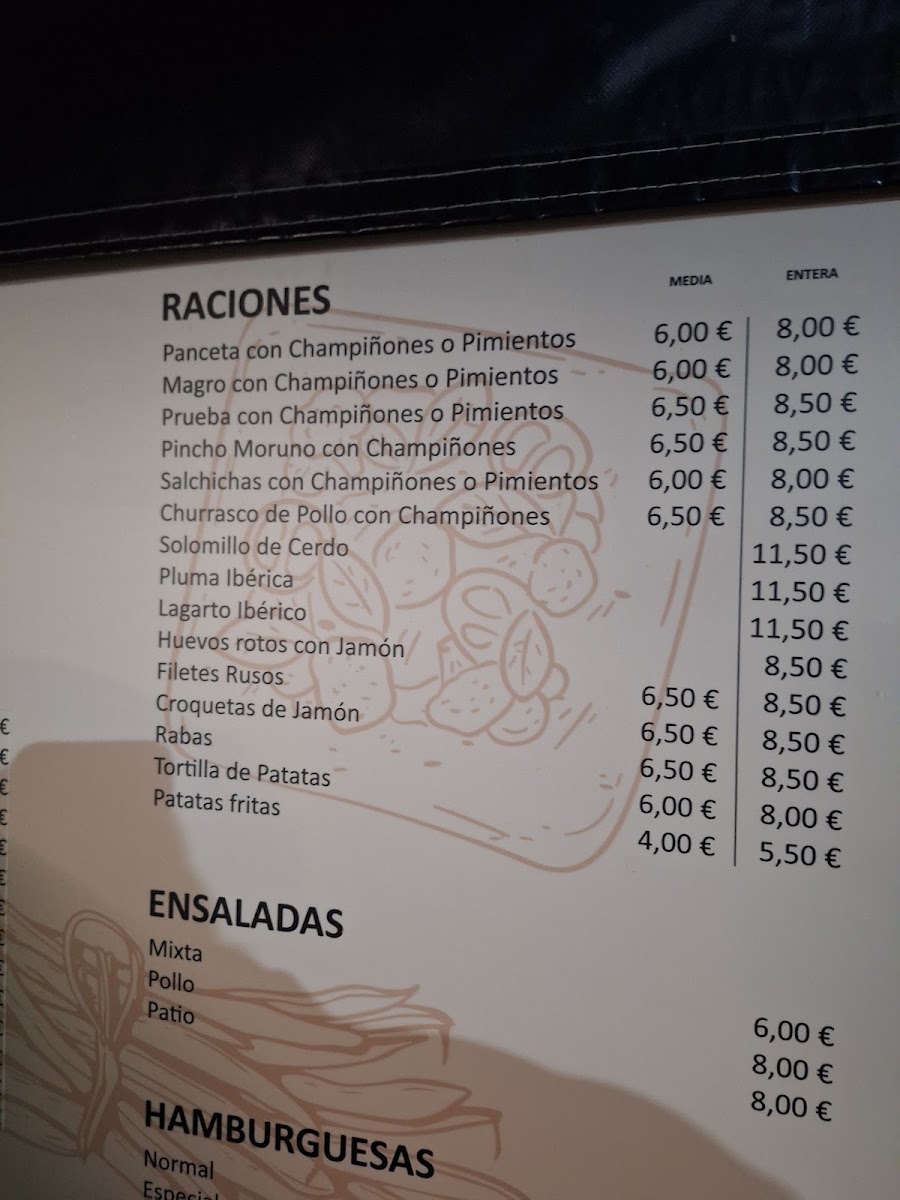 MEDIA ENTERA
RACIONES
Panceta con Champiñones o Pimientos 6,00 € 8,00 €
Magro con Champiñones o Pimientos 6,00 € 8,00 €
Prueba con Champiñones o Pimientos 6,50 € 8,50 €
Pincho Moruno con Champiñones 6,50 € 8,50 €
Salchichas con Champiñones o Pimientos 6,00 € 8,00 €
Churrasco de Pollo con Champiñones 6,50 € 8,50 €
Solomillo de Cerdo 11,50 €
Pluma Ibérica 11,50 €
Lagarto Ibérico 11,50 €
Huevos rotos con Jamón 8,50 €
Filetes Rusos 6,50 € 8,50 €
Croquetas de Jamón 6,50 € 8,50 €
Rabas 6,50 € 8,50 €
Tortilla de Patatas 6,00 € 8,00 €
Patatas fritas 4,00 € 5,50 €
ENSALADAS
Mixta 6,00 €
Pollo 8,00 €
Patio 8,00 €
HAMBURGUESAS
Normal
Especial